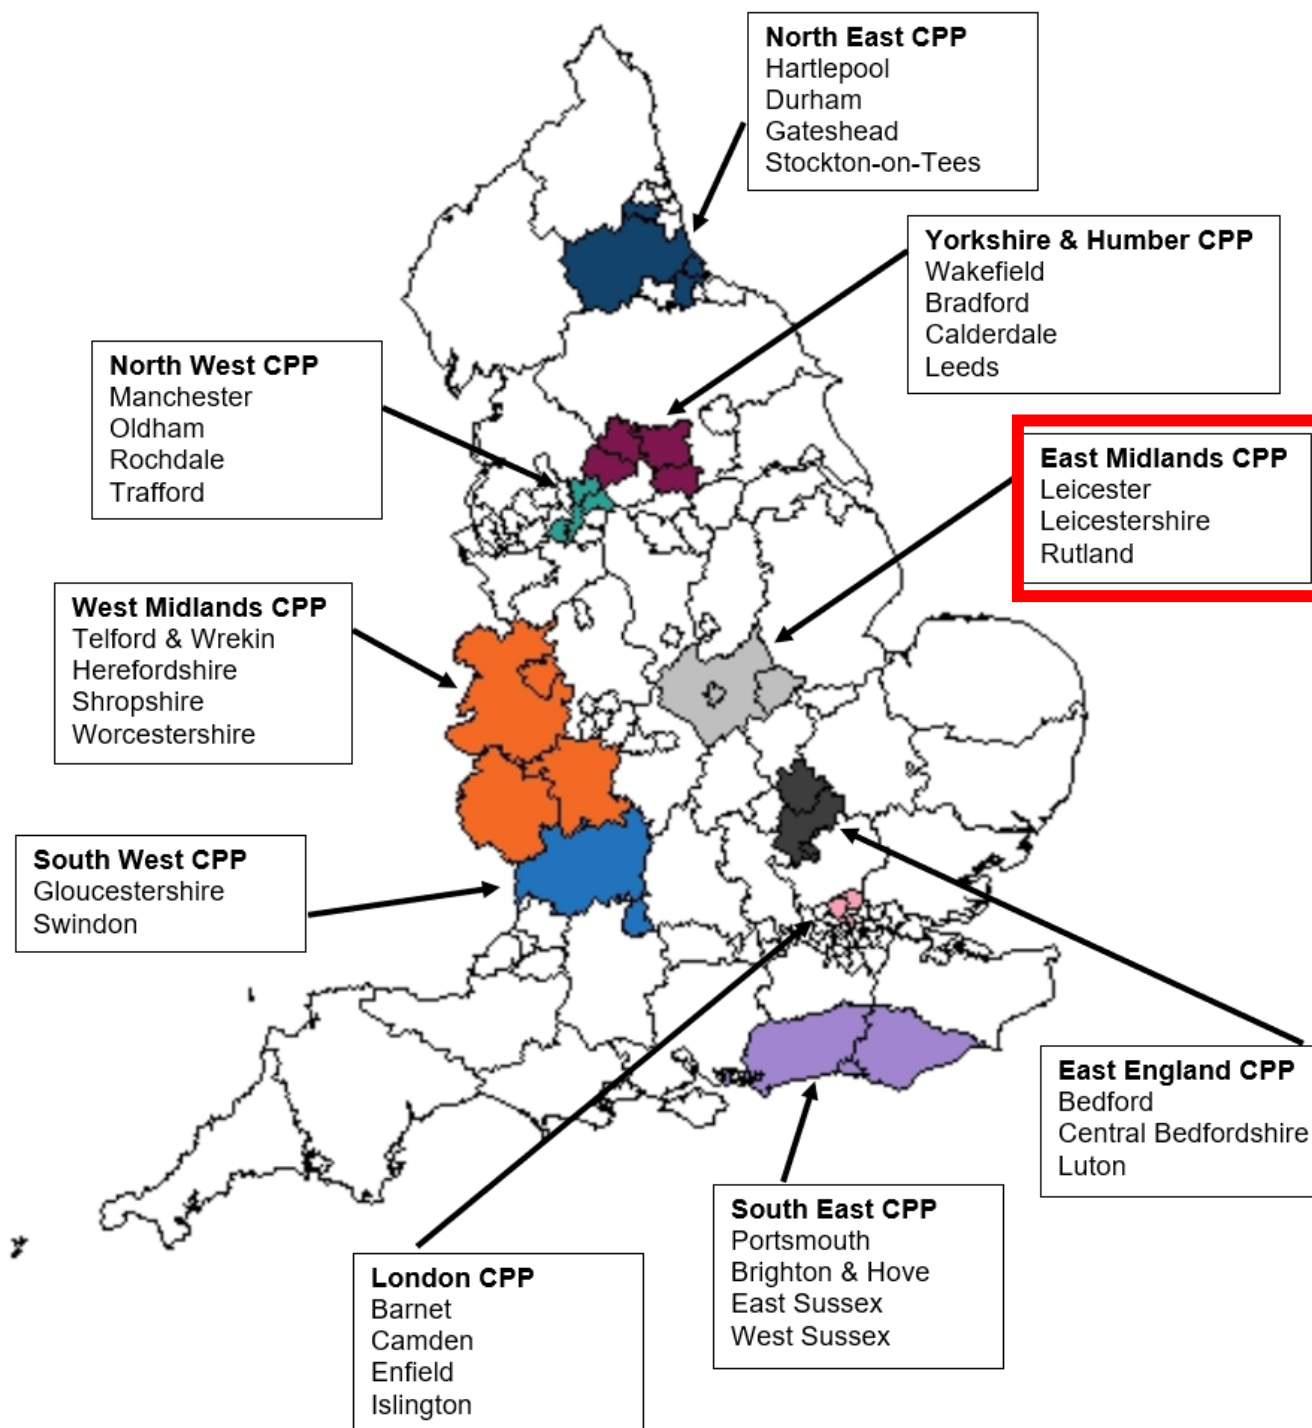 North East CPP
Hartlepool
Durham
Gateshead
Stockton-on-Tees
Yorkshire & Humber CPP
Wakefield
Bradford
Calderdale
Leeds
North West CPP
Manchester
Oldham
Rochdale
Trafford
East Midlands CPP
Leicester
Leicestershire
Rutland
West Midlands CPP
Telford & Wrekin
Herefordshire
Shropshire
Worcestershire
South West CPP
Gloucestershire
Swindon
East England CPP
Bedford
Central Bedfordshire
Luton
South East CPP
Portsmouth
Brighton & Hove
East Sussex
West Sussex
London CPP
Barnet
Camden
Enfield
Islington